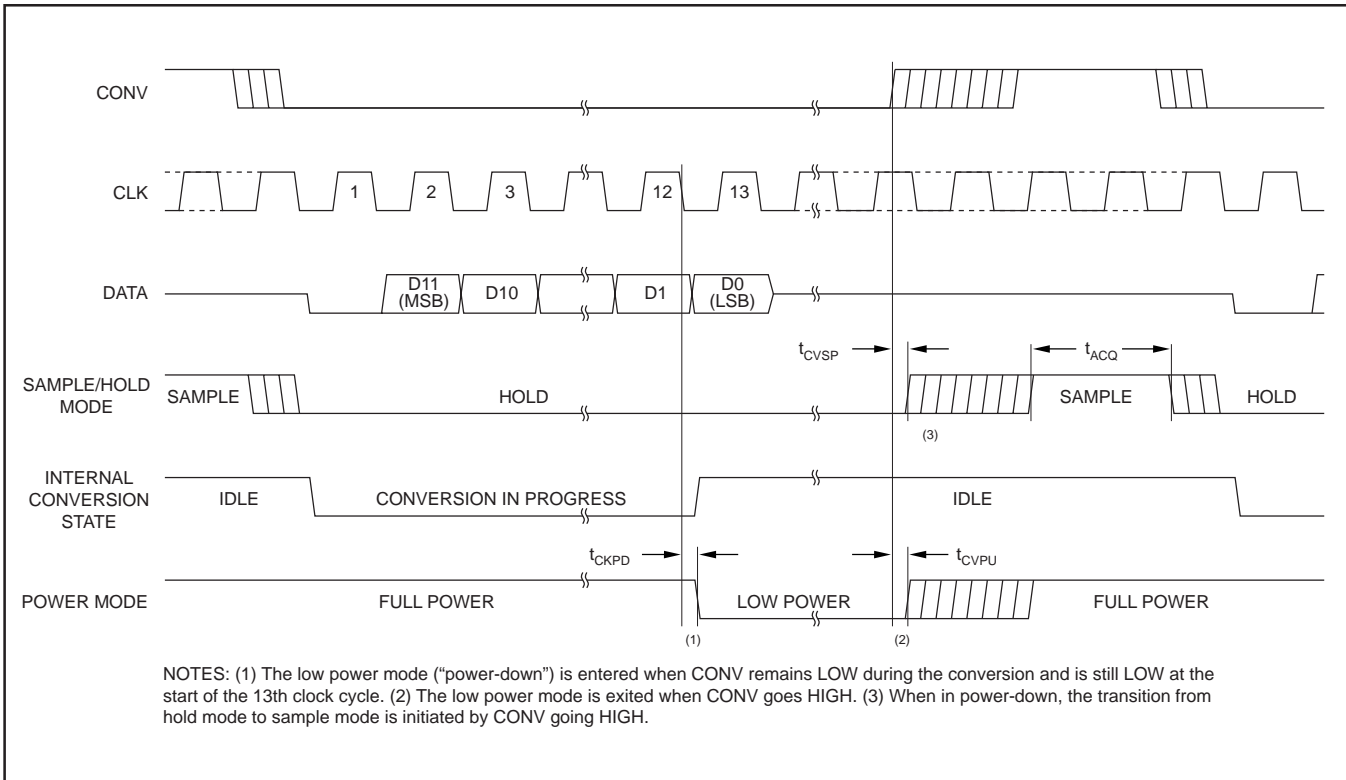 CONV
CLK
1 2 3 12 13
DATA
D11
(MSB)
D10
D1
D0
(LSB)
tCVSP
tACQ
SAMPLE/HOLD
MODE
SAMPLE
HOLD
SAMPLE
HOLD
(3)
INTERNAL
CONVERSION
STATE
IDLE
CONVERSION IN PROGRESS
IDLE
tCKPD
tCVPU
POWER MODE
FULL POWER
LOW POWER
FULL POWER
(1)
(2)
NOTES: (1) The low power mode (“power-down”) is entered when CONV remains LOW during the conversion and is still LOW at the
start of the 13th clock cycle. (2) The low power mode is exited when CONV goes HIGH. (3) When in power-down, the transition from
hold mode to sample mode is initiated by CONV going HIGH.